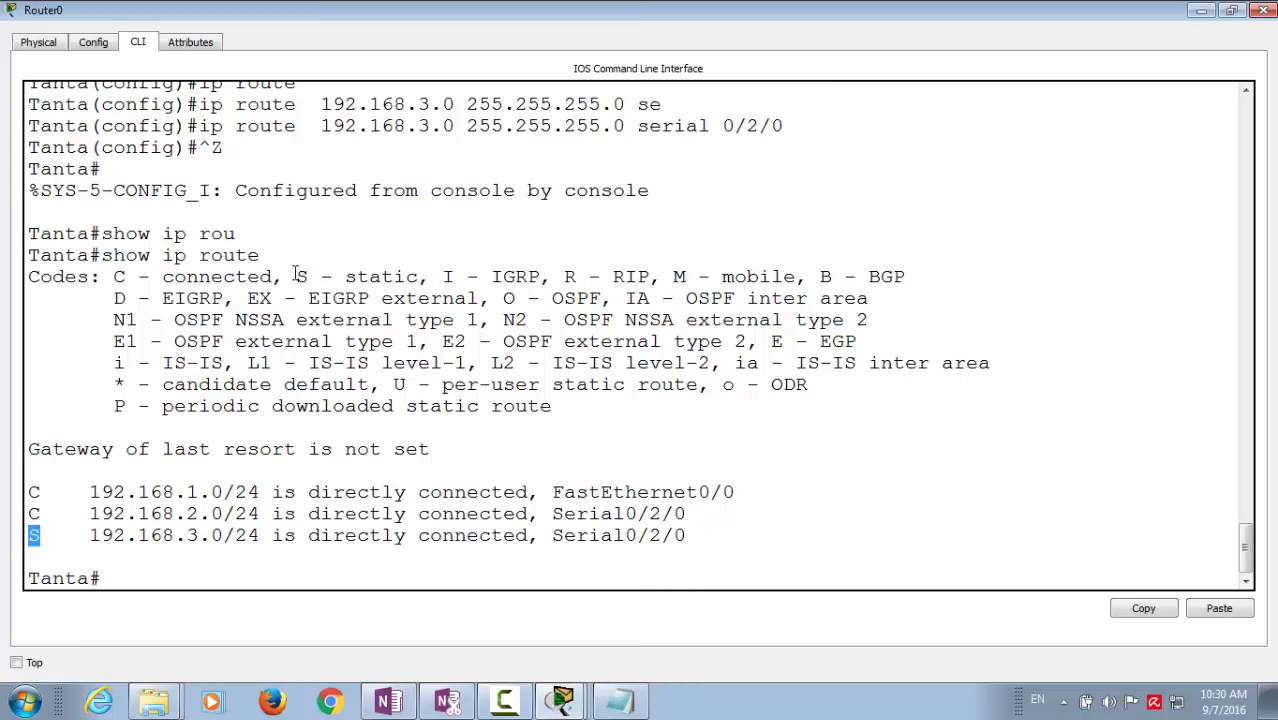 Router0
Physical Config CLI Attributes
IOS Command Line Interface
Tanta(config)#ip route
Tanta(config)#ip route  192.168.3.0 255.255.255.0 se
Tanta(config)#ip route  192.168.3.0 255.255.255.0 serial 0/2/0
Tanta(config)#^Z
Tanta#
%SYS-5-CONFIG_I: Configured from console by console
Tanta#show ip rou
Tanta#show ip route
Codes: C - connected, S - static, I - IGRP, R - RIP, M - mobile, B - BGP
       D - EIGRP, EX - EIGRP external, O - OSPF, IA - OSPF inter area
       N1 - OSPF NSSA external type 1, N2 - OSPF NSSA external type 2
       E1 - OSPF external type 1, E2 - OSPF external type 2, E - EGP
       i - IS-IS, L1 - IS-IS level-1, L2 - IS-IS level-2, ia - IS-IS inter area
       * - candidate default, U - per-user static route, o - ODR
       P - periodic downloaded static route
Gateway of last resort is not set
C    192.168.1.0/24 is directly connected, FastEthernet0/0
C    192.168.2.0/24 is directly connected, Serial0/2/0
S    192.168.3.0/24 is directly connected, Serial0/2/0
Tanta#
Copy Paste
Top
EN
10:30 AM
9/7/2016